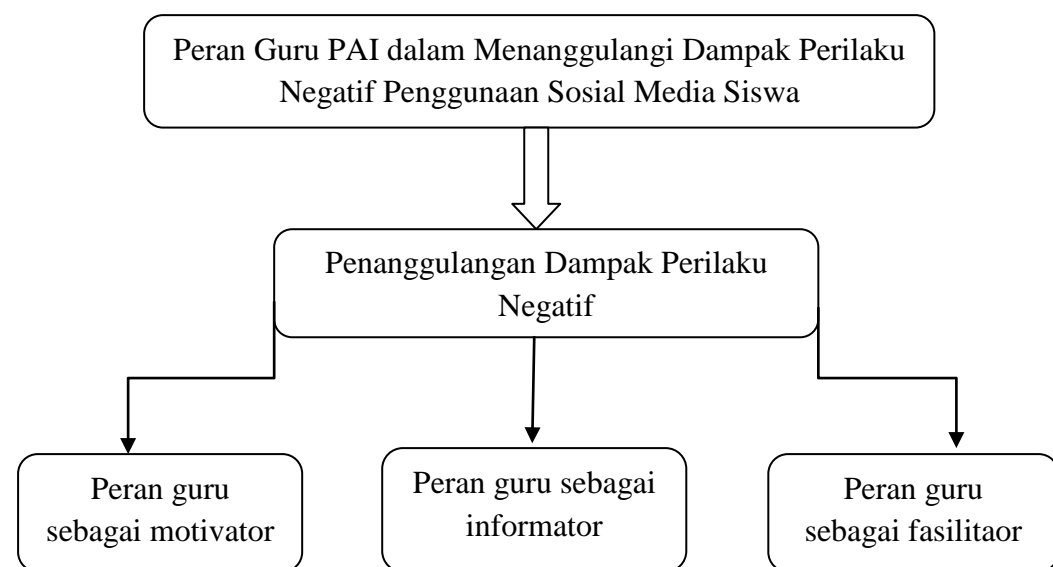 Peran Guru PAI dalam Menanggulangi Dampak Perilaku
Negatif Penggunaan Sosial Media Siswa
Penanggulangan Dampak Perilaku
Negatif
Peran guru
sebagai motivator
Peran guru sebagai
informator
Peran guru
sebagai fasilitaor